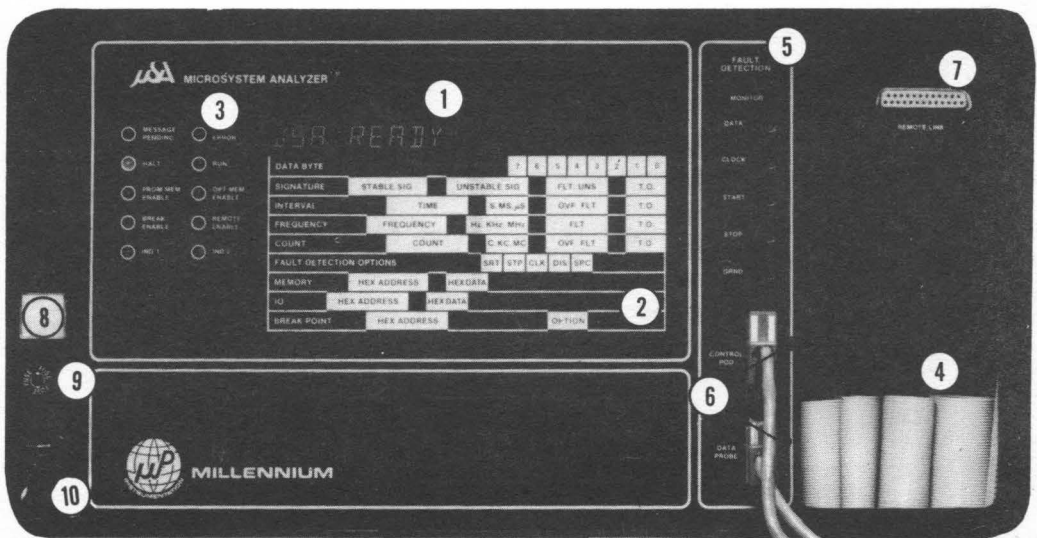 µSA MICROSYSTEM ANALYZER
1
3
MESSAGE PENDING
ERROR
HALT
RUN
PROM MEM ENABLE
OPT MEM ENABLE
BREAK ENABLE
REMOTE ENABLE
IND 1
IND 2
µSA READY
DATA BYTE 7 6 5 4 3 2 1 0
SIGNATURE STABLE SIG UNSTABLE SIG FLT. UNS T.O.
INTERVAL TIME S.MS.µS OVF FLT T.O.
FREQUENCY FREQUENCY Hz. KHz. MHz FLT T.O.
COUNT COUNT C.KC.MC OVF FLT T.O.
FAULT DETECTION OPTIONS SRT STP CLK DIS SPC
MEMORY HEX ADDRESS HEX DATA
IO HEX ADDRESS HEX DATA
BREAK POINT HEX ADDRESS OPTION
2
5
FAULT
DETECTION
MONITOR
DATA
CLOCK
START
STOP
GRND
CONTROL
POD
6
DATA
PROBE
7
REMOTE LINK
4
8
9
10
µP
INSTRUMENTATION
MILLENNIUM